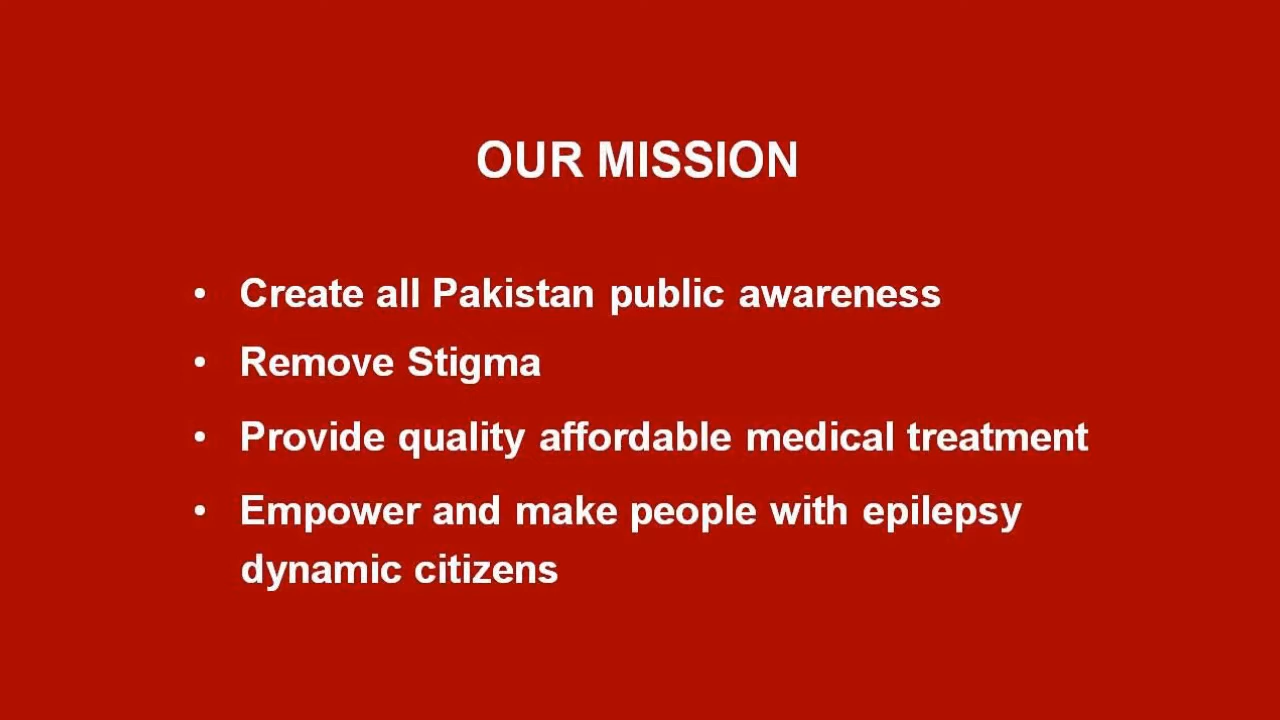 OUR MISSION
• Create all Pakistan public awareness
• Remove Stigma
• Provide quality affordable medical treatment
• Empower and make people with epilepsy
dynamic citizens